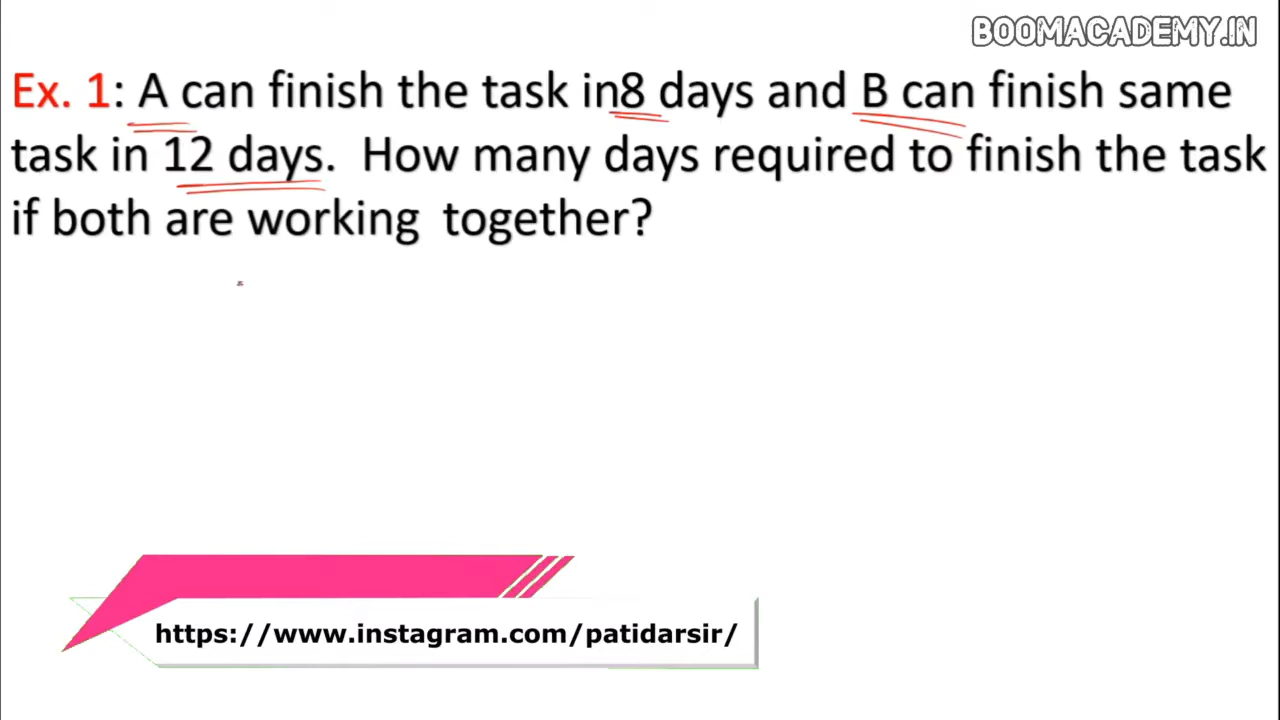 BOOMACADEMY.IN
Ex. 1: A can finish the task in8 days and B can finish same
task in 12 days. How many days required to finish the task
if both are working together?
https://www.instagram.com/patidarsir/